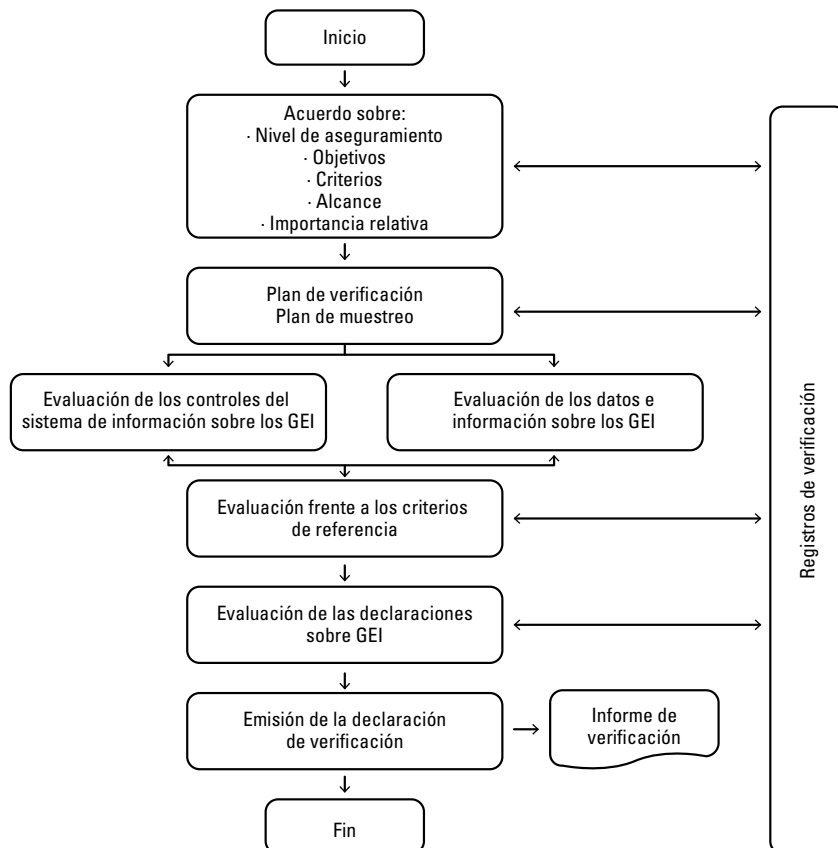 Inicio
Acuerdo sobre:
· Nivel de aseguramiento
· Objetivos
· Criterios
· Alcance
· Importancia relativa
Plan de verificación
Plan de muestreo
Evaluación de los controles del
sistema de información sobre los GEI
Evaluación de los datos e
información sobre los GEI
Evaluación frente a los criterios
de referencia
Evaluación de las declaraciones
sobre GEI
Emisión de la declaración
de verificación
Informe de
verificación
Fin
Registros de verificación